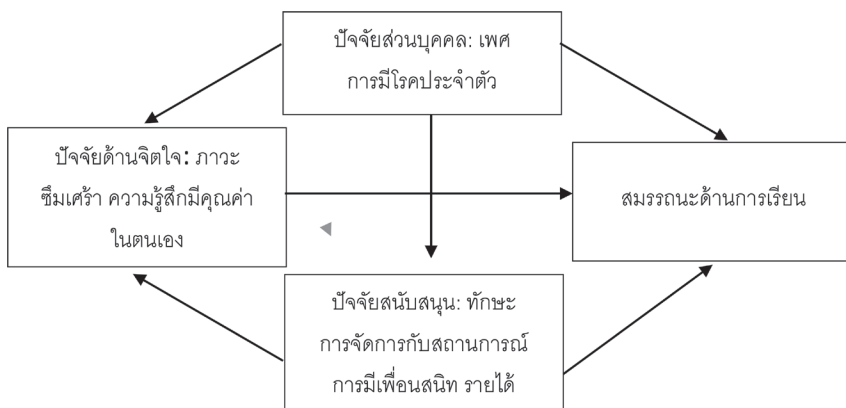 ปัจจัยส่วนบุคคล: เพศ
การมีโรคประจำตัว
ปัจจัยด้านจิตใจ: ภาวะ
ซึมเศร้า ความรู้สึกมีคุณค่า
ในตนเอง
สมรรถนะด้านการเรียน
ปัจจัยสนับสนุน: ทักษะ
การจัดการกับสถานการณ์
การมีเพื่อนสนิท รายได้